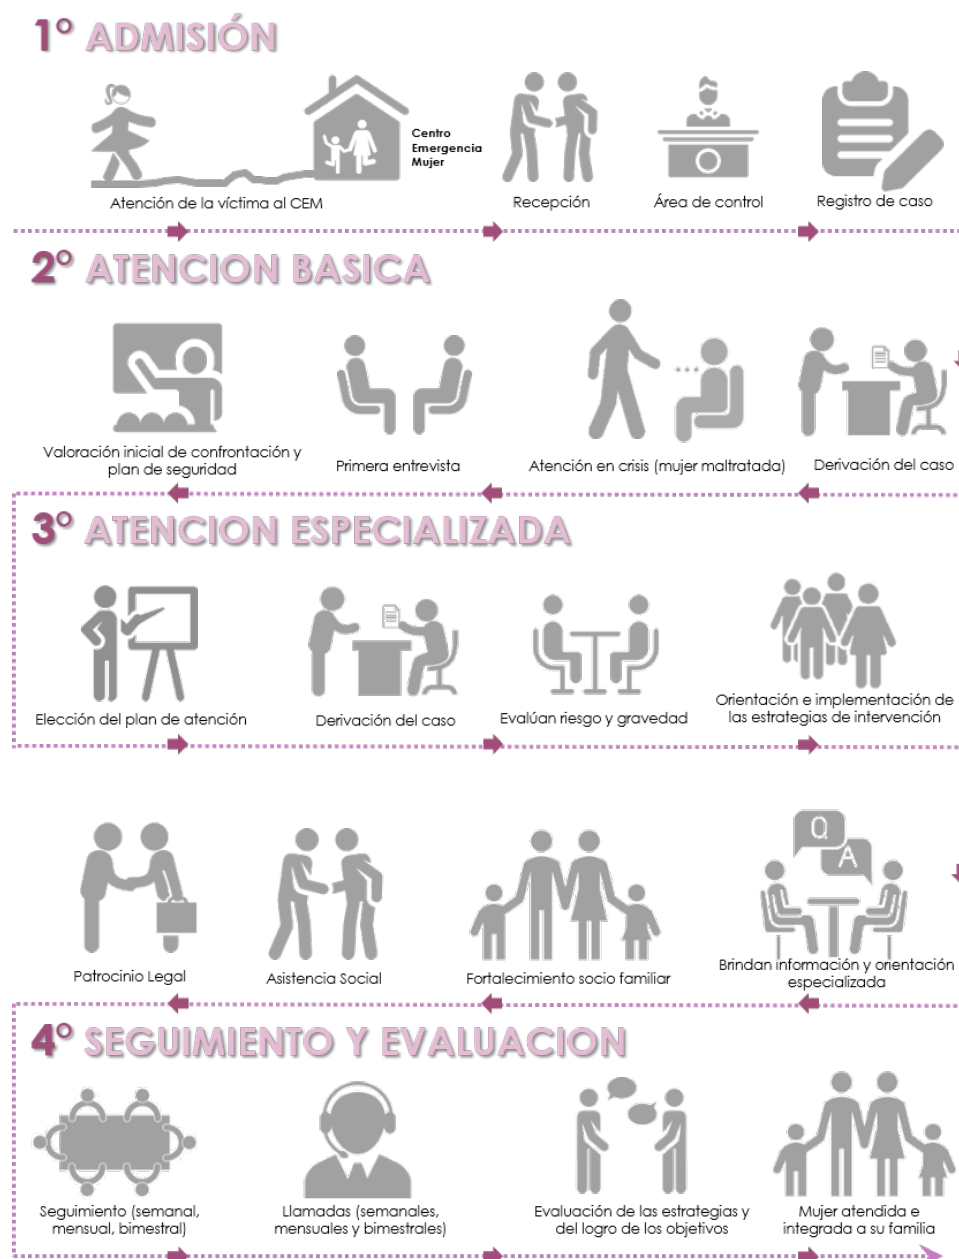 1° ADMISIÓN
Centro
Emergencia
Mujer
Atención de la víctima al CEM
Recepción
Área de control
Registro de caso
2° ATENCION BASICA
Valoración inicial de confrontación y
plan de seguridad
Primera entrevista
Atención en crisis (mujer maltratada)
Derivación del caso
3° ATENCION ESPECIALIZADA
Elección del plan de atención
Derivación del caso
Evalúan riesgo y gravedad
Orientación e implementación de
las estrategias de intervención
Q
A
Patrocinio Legal
Asistencia Social
Fortalecimiento socio familiar
Brindan información y orientación
especializada
4° SEGUIMIENTO Y EVALUACION
Seguimiento (semanal,
mensual, bimestral)
Llamadas (semanales,
mensuales y bimestrales)
Evaluación de las estrategias y
del logro de los objetivos
Mujer atendida e
integrada a su familia